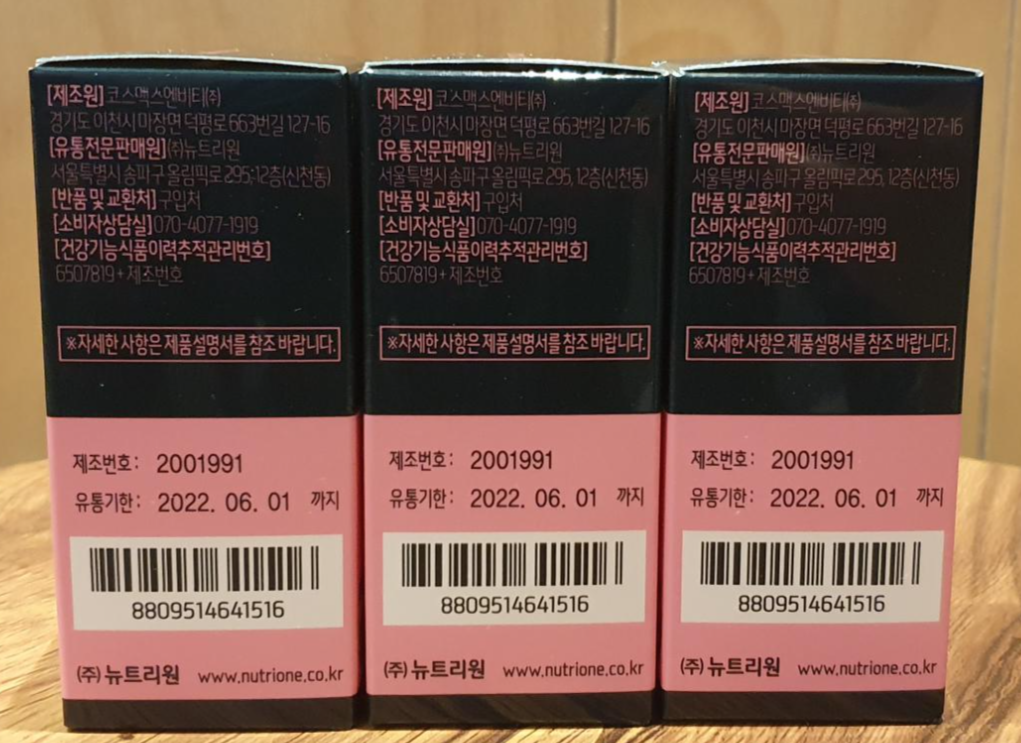 [제조원] 코스맥스엔비티(주)
경기도 이천시 마장면 덕평로 663번길 127-16
[유통전문판매원] (주)뉴트리원
서울특별시 송파구 올림픽로 295, 12층(신천동)
[반품 및 교환처] 구입처
[소비자상담실] 070-4077-1919
[건강기능식품이력추적관리번호]
6507819 + 제조번호
※자세한 사항은 제품설명서를 참조 바랍니다.
제조번호: 2001991
유통기한: 2022. 06. 01 까지
8809514641516
(주) 뉴트리원 www.nutrione.co.kr
[제조원] 코스맥스엔비티(주)
경기도 이천시 마장면 덕평로 663번길 127-16
[유통전문판매원] (주)뉴트리원
서울특별시 송파구 올림픽로 295, 12층(신천동)
[반품 및 교환처] 구입처
[소비자상담실] 070-4077-1919
[건강기능식품이력추적관리번호]
6507819 + 제조번호
※자세한 사항은 제품설명서를 참조 바랍니다.
제조번호: 2001991
유통기한: 2022. 06. 01 까지
8809514641516
(주) 뉴트리원 www.nutrione.co.kr
[제조원] 코스맥스엔비티(주)
경기도 이천시 마장면 덕평로 663번길 127-16
[유통전문판매원] (주)뉴트리원
서울특별시 송파구 올림픽로 295, 12층(신천동)
[반품 및 교환처] 구입처
[소비자상담실] 070-4077-1919
[건강기능식품이력추적관리번호]
6507819 + 제조번호
※자세한 사항은 제품설명서를 참조 바랍니다.
제조번호: 2001991
유통기한: 2022. 06. 01 까지
8809514641516
(주) 뉴트리원 www.nutrione.co.kr